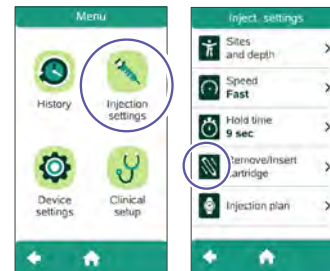 Menu
History
Injection
settings
Device
settings
Clinical
setup
Inject. settings
Sites
and depth
Speed
Fast
Hold time
9 sec
Remove/Insert
cartridge
Injection plan